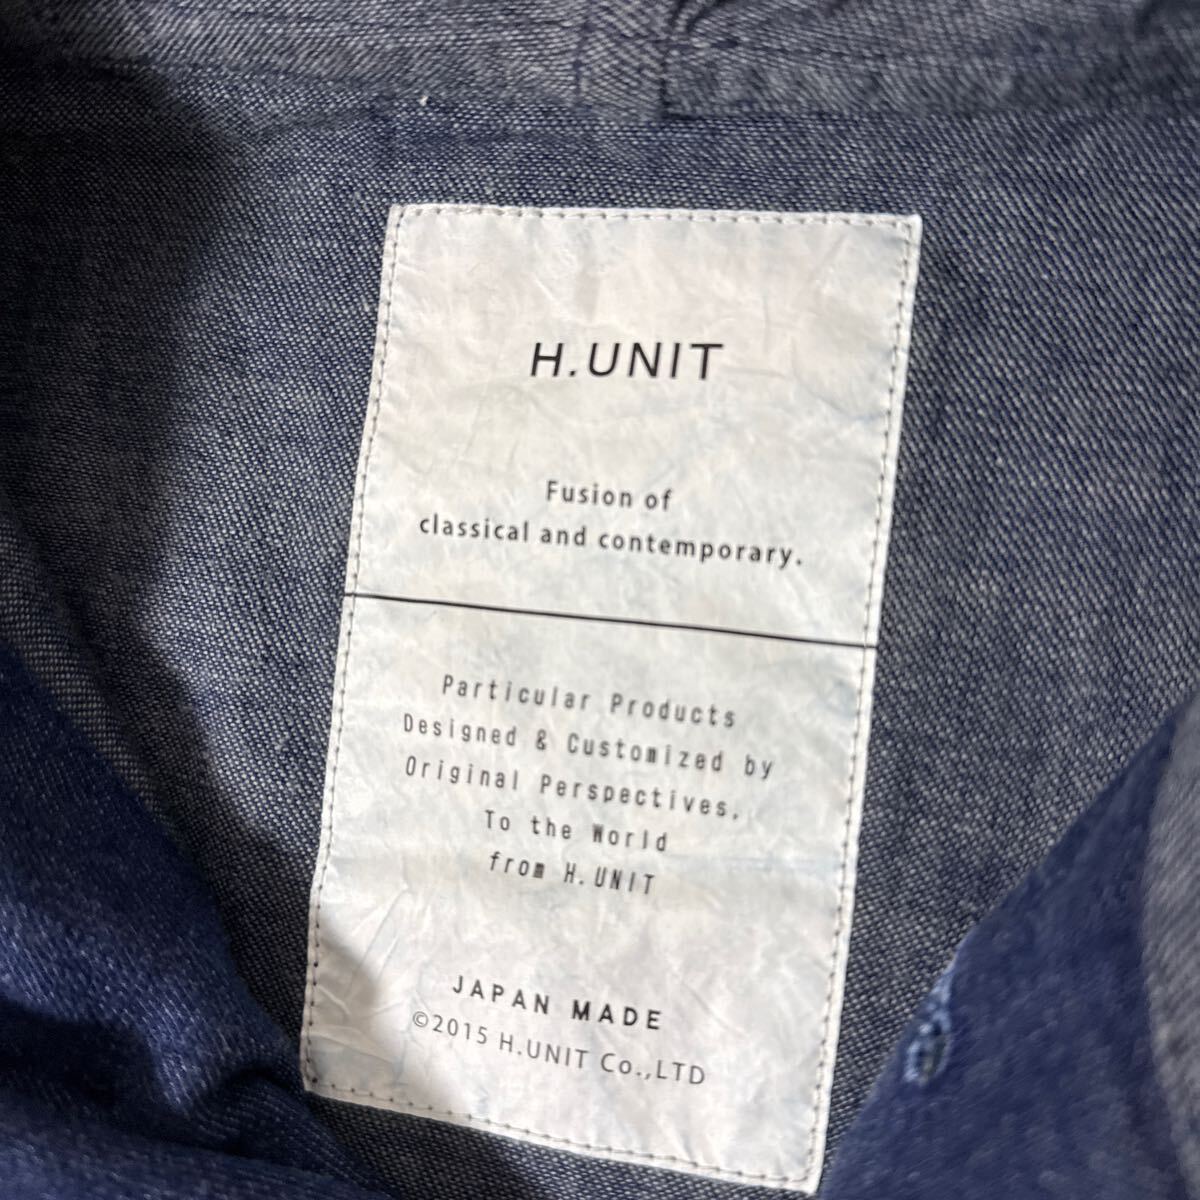 H.UNIT
Fusion of
classical and contemporary.
Particular Products
Designed & Customized by
Original Perspectives.
To the World
from H.UNIT
JAPAN MADE
©2015 H.UNIT Co.,LTD